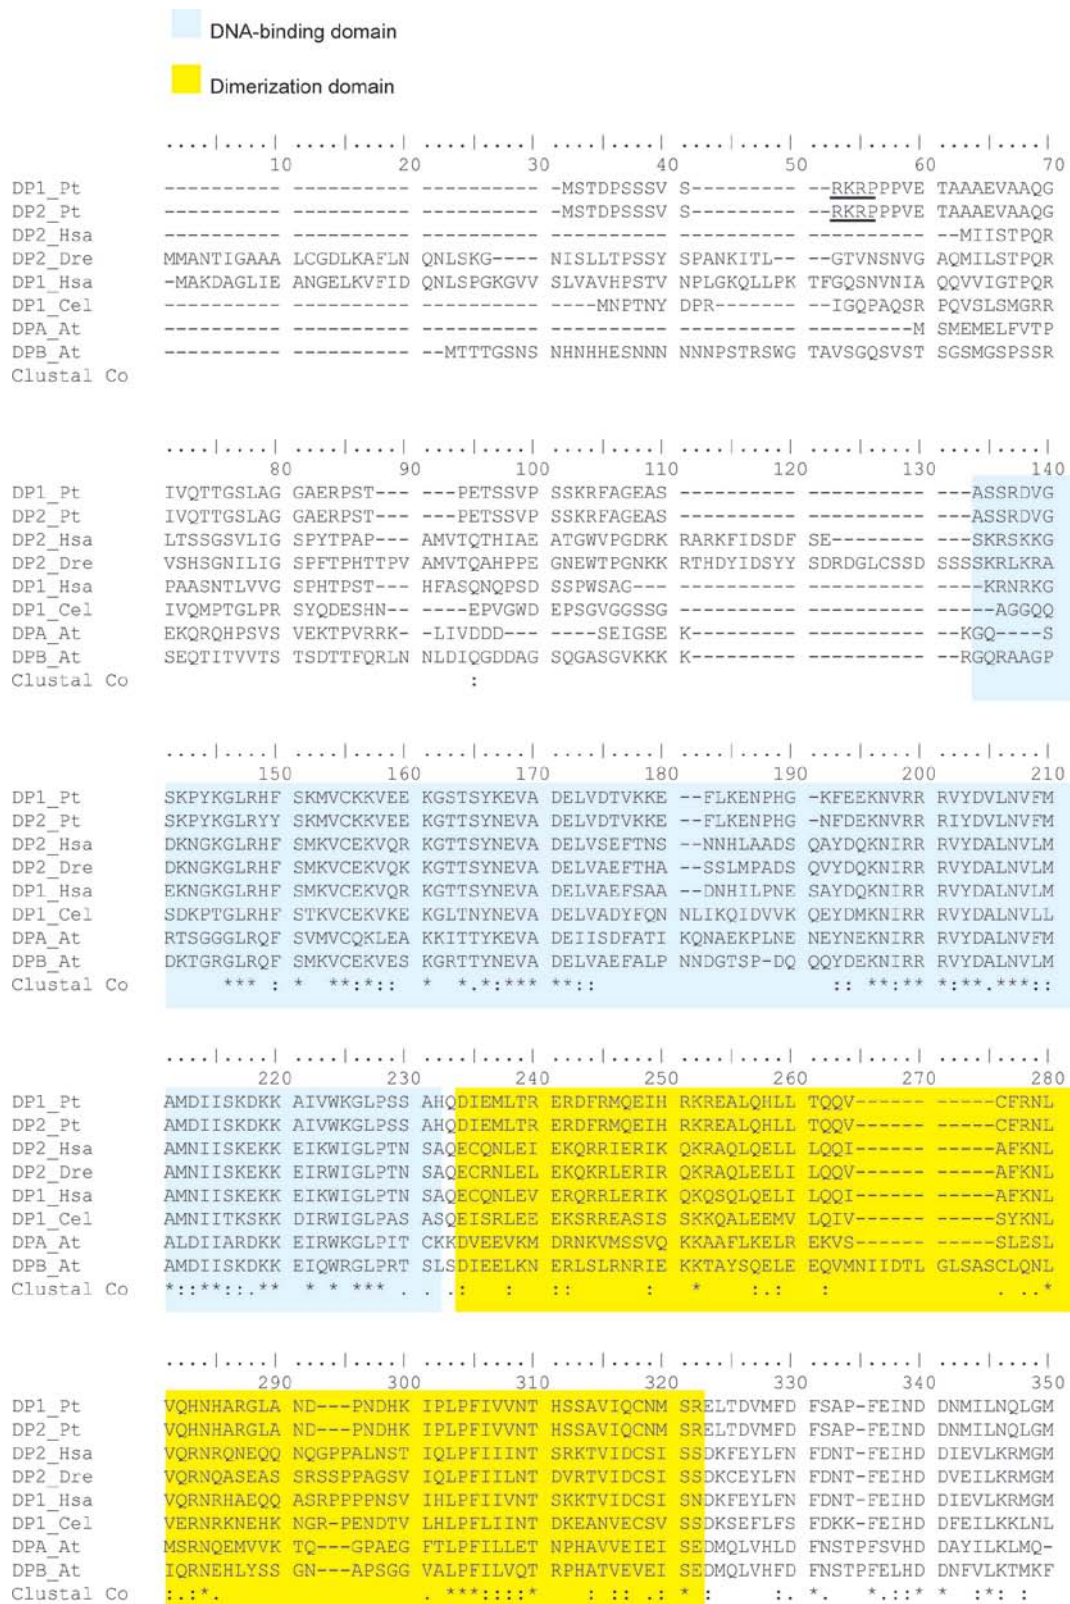 DNA-binding domain
Dimerization domain
....|....| ....|....| ....|....| ....|....| ....|....| ....|....| ....|....|
10 20 30 40 50 60 70
DP1_Pt ---------- ---------- ---------- -MSTDPSSSV S--------- --RKRPPPVE TAAAEVAAQG
DP2_Pt ---------- ---------- ---------- -MSTDPSSSV S--------- --RKRPPPVE TAAAEVAAQG
DP2_Hsa ---------- ---------- ---------- ---------- ---------- ---------- --MIISTPQR
DP2_Dre MMANTIGAAA LCGDLKAFLN QNLSKG---- NISLLTPSSY SPANKITL-- --GTVNSNVG AQMILSTPQR
DP1_Hsa -MAKDAGLIE ANGELKVFID QNLSPGKGVV SLVAVHPSTV NPLGKQLLPK TFGQSNVNIA QQVVIGTPQR
DP1_Cel ---------- ---------- ---------- ----MNPTNY DPR------- --IGQPAQSR PQVSLSMGRR
DPA_At ---------- ---------- ---------- ---------- ---------- ---------M SMEMELFVTP
DPB_At ---------- ---------- --MTTTGSNS NHNHHESNNN NNNPSTRSWG TAVSGQSVST SGSMGSPSSR
Clustal Co
....|....| ....|....| ....|....| ....|....| ....|....| ....|....| ....|....|
80 90 100 110 120 130 140
DP1_Pt IVQTTGSLAG GAERPST--- ---PETSSVP SSKRFAGEAS ---------- ---------- ---ASSRDVG
DP2_Pt IVQTTGSLAG GAERPST--- ---PETSSVP SSKRFAGEAS ---------- ---------- ---ASSRDVG
DP2_Hsa LTSSGSVLIG SPYTPAP--- AMVTQTHIAE ATGWVPGDRK RARKFIDSDF SE-------- ---SKRSKKG
DP2_Dre VSHSGNILIG SPFTPHTTPV AMVTQAHPPE GNEWTPGNKK RTHDYIDSYY SDRDGLCSSD SSSSSKRLKRA
DP1_Hsa PAASNTLVVG SPHTPST--- HFASQNQPSD SSPWSAG--- ---------- ---------- ---KRNRKG
DP1_Cel IVQMPTGLPR SYQDESHN-- ----EPVGWD EPSGVGGSSG ---------- ---------- -----AGGQQ
DPA_At EKQRQHPSVS VEKTPVRRK- -LIVDDD--- ----SEIGSE K--------- ---------- --KGQ----S
DPB_At SEQTITVVTS TSDTTFQRLN NLDIQGDDAG SQGASGVKKK K--------- ---------- --RGQRAAGP
Clustal Co :
....|....| ....|....| ....|....| ....|....| ....|....| ....|....| ....|....|
150 160 170 180 190 200 210
DP1_Pt SKPYKGLRHF SKMVCKKVEE KGSTSYKEVA DELVDTVKKE --FLKENPHG -KFEEKNVRR RVYDVLNVFM
DP2_Pt SKPYKGLRYY SKMVCKKVEE KGTTSYNEVA DELVDTVKKE --FLKENPHG -NFDEKNVRR RIYDVLNVFM
DP2_Hsa DKNGKGLRHF SMKVCEKVQR KGTTSYNEVA DELVSEFTNS --NNHLAADS QAYDQKNIRR RVYDALNVLM
DP2_Dre DKNGKGLRHF SMKVCEKVQK KGTTSYNEVA DELVAEFTHA --SSLMPADS QVYDQKNIRR RVYDALNVLM
DP1_Hsa EKNGKGLRHF SMKVCEKVQR KGTTSYNEVA DELVAEFSAA --DNHILPNE SAYDQKNIRR RVYDALNVLM
DP1_Cel SDKPTGLRHF STKVCEKVKE KGLTNYNEVA DELVADYFQN NLIKQIDVVK QEYDMKNIRR RVYDALNVLL
DPA_At RTSGGGLRQF SVMVCQKLEA KKITTYKEVA DEIISDFATI KQNAEKPLNE NEYNEKNIRR RVYDALNVFM
DPB_At DKTGRGLRQF SMKVCEKVES KGRTTYNEVA DELVAEFALP NNDGTSP-DQ QQYDEKNIRR RVYDALNVLM
Clustal Co *** : * **:*:: * *.*:*** **:: :: **:** *:**.***::
....|....| ....|....| ....|....| ....|....| ....|....| ....|....| ....|....|
220 230 240 250 260 270 280
DP1_Pt AMDIISKDKK AIVWKGLPSS AHQDIEMLTR ERDFRMQEIH RKREALQHLL TQQV------ -----CFRNL
DP2_Pt AMDIISKDKK AIVWKGLPSS AHQDIEMLTR ERDFRMQEIH RKREALQHLL TQQV------ -----CFRNL
DP2_Hsa AMNIISKEKK EIKWIGLPTN SAQECQNLEI EKQRRIERIK QKRAQLQELL LQQI------ -----AFKNL
DP2_Dre AMNIISKEKK EIKWIGLPTN SAQECRNLEL EKQKRLERIR QKRAQLEELI LQQV------ -----AFKNL
DP1_Hsa AMNIISKEKK EIKWIGLPTN SAQECQNLEV ERQRRLERIK QKQSQLQELI LQQI------ -----AFKNL
DP1_Cel AMNIITKSKK DIRWIGLPAS ASQEISRLEE EKSRREASIS SKKQALEEMV LQIV------ -----SYKNL
DPA_At ALDIIARDKK EIRWKGLPIT CKKDVEEVKM DRNKVMSSVQ KKAAFLKELR EKVS------ -----SLESL
DPB_At AMDIISKDKK EIQWRGLPRT SLSDIEELKN ERLSLRNRIE KKTAYSQELE EQVMNIIDTL GLSASCLQNL
Clustal Co *::**::.** * * *** . . .: : :: : * :.: : . ..*
....|....| ....|....| ....|....| ....|....| ....|....| ....|....| ....|....|
290 300 310 320 330 340 350
DP1_Pt VQHNHARGLA ND---PNDHK IPLPFIVVNT HSSAVIQCNM SRELTDVMFD FSAP-FEIND DNMILNQLGM
DP2_Pt VQHNHARGLA ND---PNDHK IPLPFIVVNT HSSAVIQCNM SRELTDVMFD FSAP-FEIND DNMILNQLGM
DP2_Hsa VQRNRQNEQQ NQGPPALNST IQLPFIIINT SRKTVIDCSI SSDKFEYLFN FDNT-FEIHD DIEVLKRMGM
DP2_Dre VQRNQASEAS SRSSPPAGSV IQLPFIILNT DVRTVIDCSI SSDKCEYLFN FDNT-FEIHD DVEILKRMGM
DP1_Hsa VQRNRHAEQQ ASRPPPPNSV IHLPFIIVNT SKKTVIDCSI SNDKFEYLFN FDNT-FEIHD DIEVLKRMGM
DP1_Cel VERNRKNEHK NGR-PENDTV LHLPFLIINT DKEANVECSV SSDKSEFLFS FDKK-FEIHD DFEILKKLNL
DPA_At MSRNQEMVVK TQ---GPAEG FTLPFILLET NPHAVVEIEI SEDMQLVHLD FNSTPFSVHD DAYILKLMQ-
DPB_At IQRNEHLYSS GN---APSGG VALPFILVQT RPHATVEVEI SEDMQLVHFD FNSTPFELHD DNFVLKTMKF
Clustal Co :.:* . ***:::* : :: .: * : :. *. *.::* * :*: :